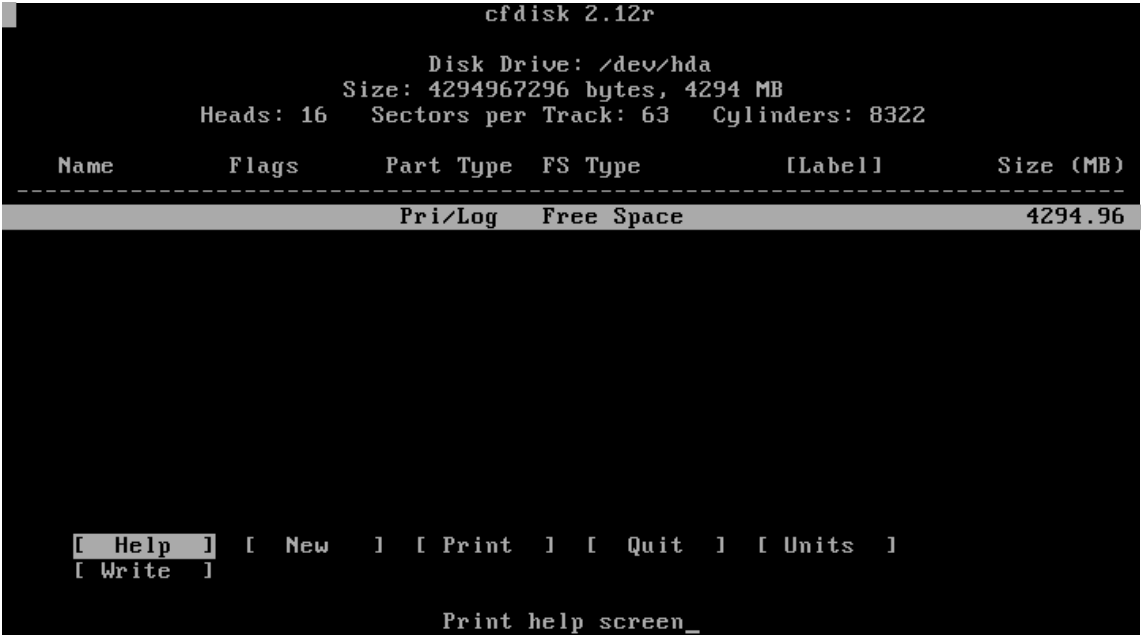 cfdisk 2.12r
Disk Drive: /dev/hda
Size: 4294967296 bytes, 4294 MB
Heads: 16   Sectors per Track: 63   Cylinders: 8322
Name        Flags      Part Type  FS Type          [Label]        Size (MB)
------------------------------------------------------------------------------
Pri/Log   Free Space                        4294.96
[  Help  ]  [  New   ]  [ Print  ]  [  Quit  ]  [ Units  ]
[ Write  ]
Print help screen_